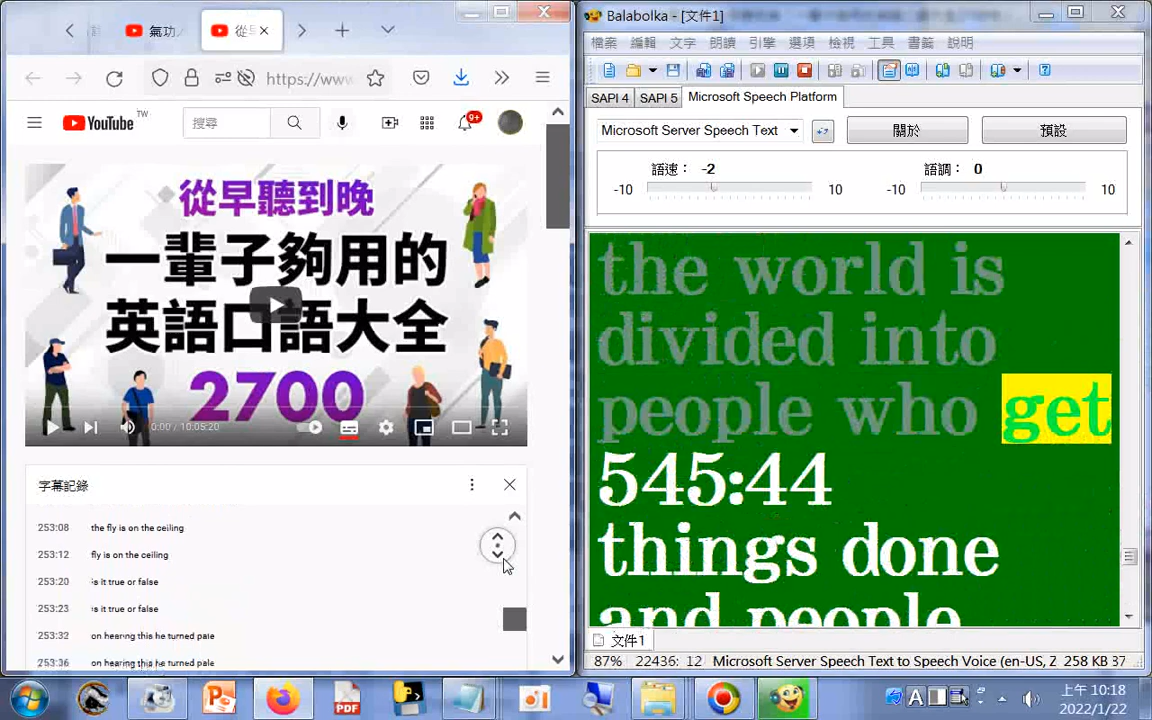 氣功
從
https://www
YouTube TW
搜尋
9+
從早聽到晚
一輩子夠用的
英語口語大全
2700
0:00 / 10:05:20
字幕記錄
253:08 the fly is on the ceiling
253:12 fly is on the ceiling
253:20 is it true or false
253:23 is it true or false
253:32 on hearing this he turned pale
253:36 on hearing this he turned pale
Balabolka - [文件1]
檔案 編輯 文字 朗讀 引擎 選項 檢視 工具 書籤 說明
SAPI 4 SAPI 5 Microsoft Speech Platform
Microsoft Server Speech Text 關於 預設
語速： -2 語調： 0
-10 10 -10 10
the world is
divided into
people who get
545:44
things done
and people
文件1
87% 22436: 12 Microsoft Server Speech Text to Speech Voice (en-US, Z 258 KB 37
PDF
A
上午 10:18
2022/1/22